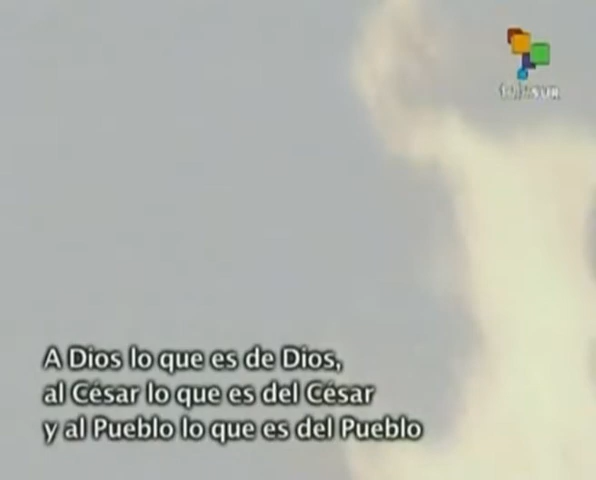 teleSUR
A Dios lo que es de Dios,
al César lo que es del César
y al Pueblo lo que es del Pueblo